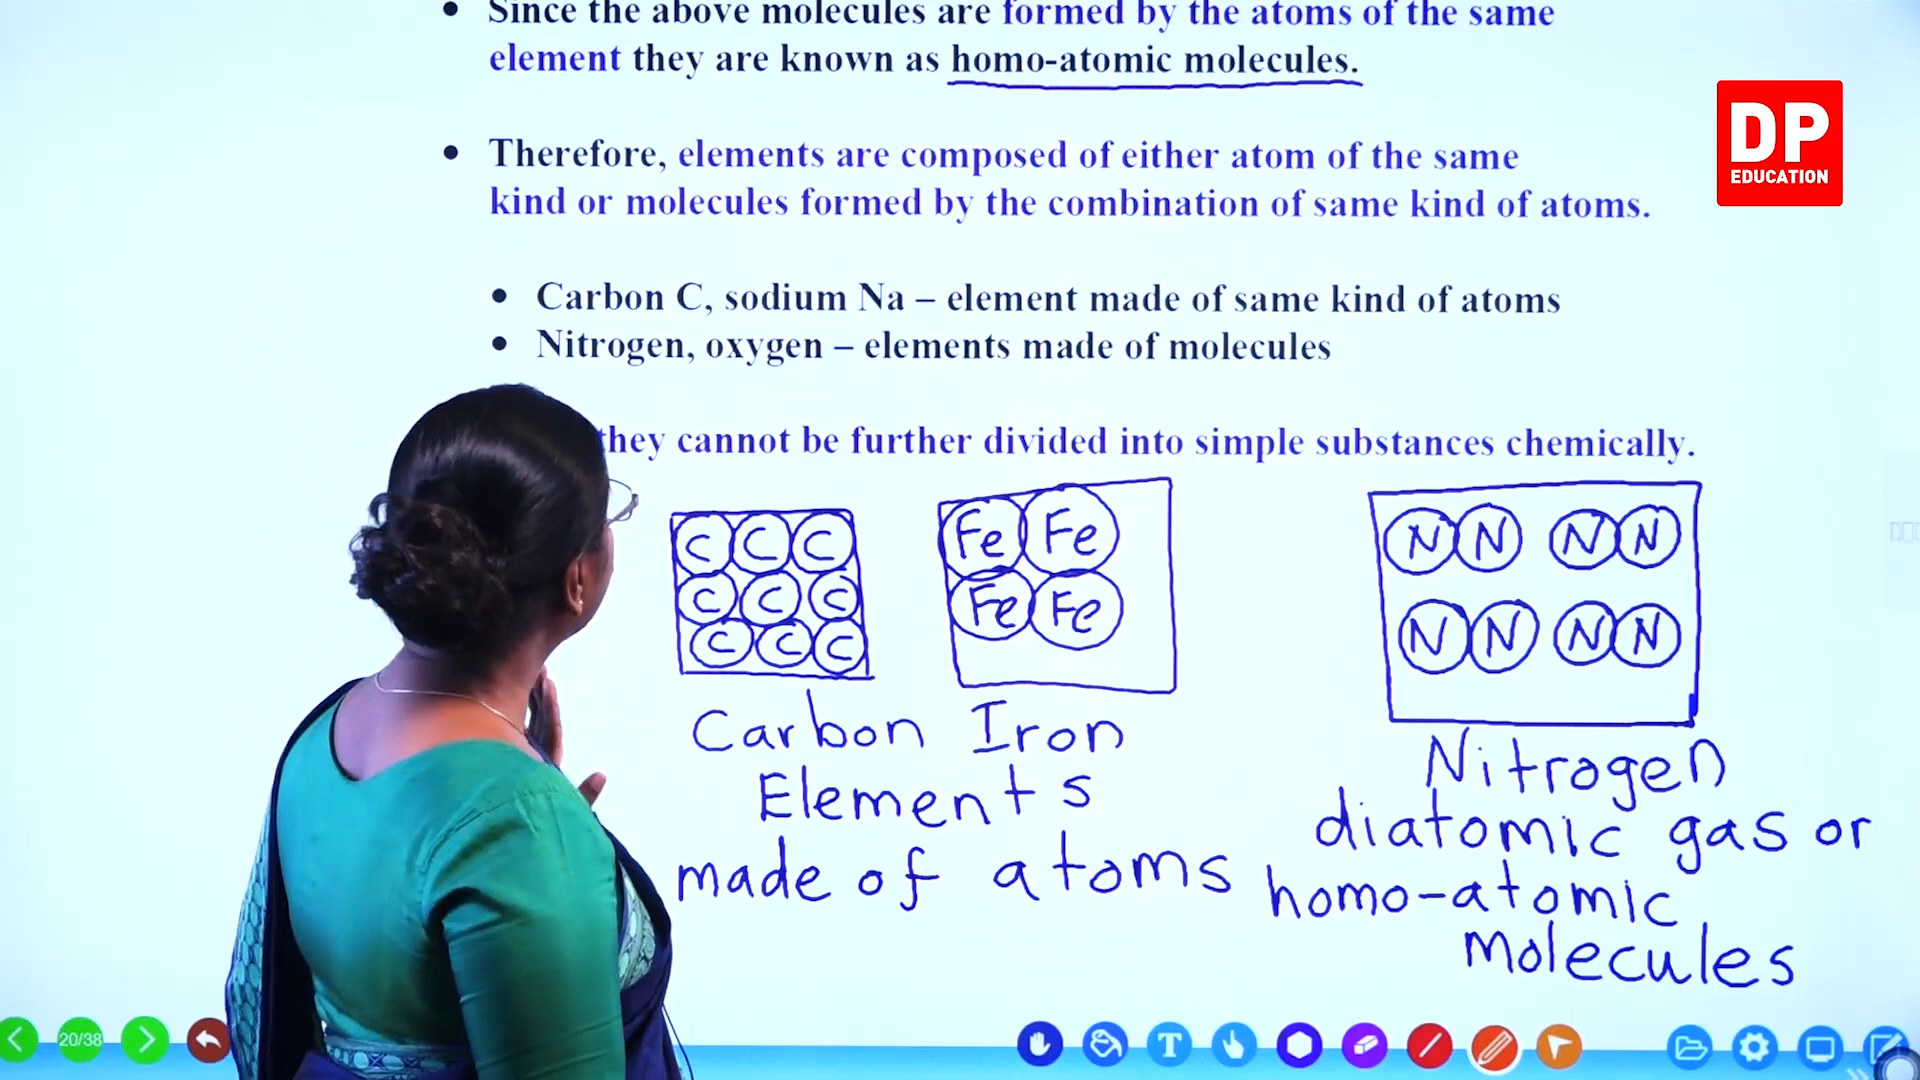 Since the above molecules are formed by the atoms of the same
element they are known as homo-atomic molecules.
DP
EDUCATION
Therefore, elements are composed of either atom of the same
kind or molecules formed by the combination of same kind of atoms.
Carbon C, sodium Na – element made of same kind of atoms
Nitrogen, oxygen – elements made of molecules
they cannot be further divided into simple substances chemically.
C C C
C C C
C C C
Fe Fe
Fe Fe
N N N N
N N N N
Carbon Iron
Elements
made of atoms
Nitrogen
diatomic gas or
homo-atomic
molecules
20/38
T